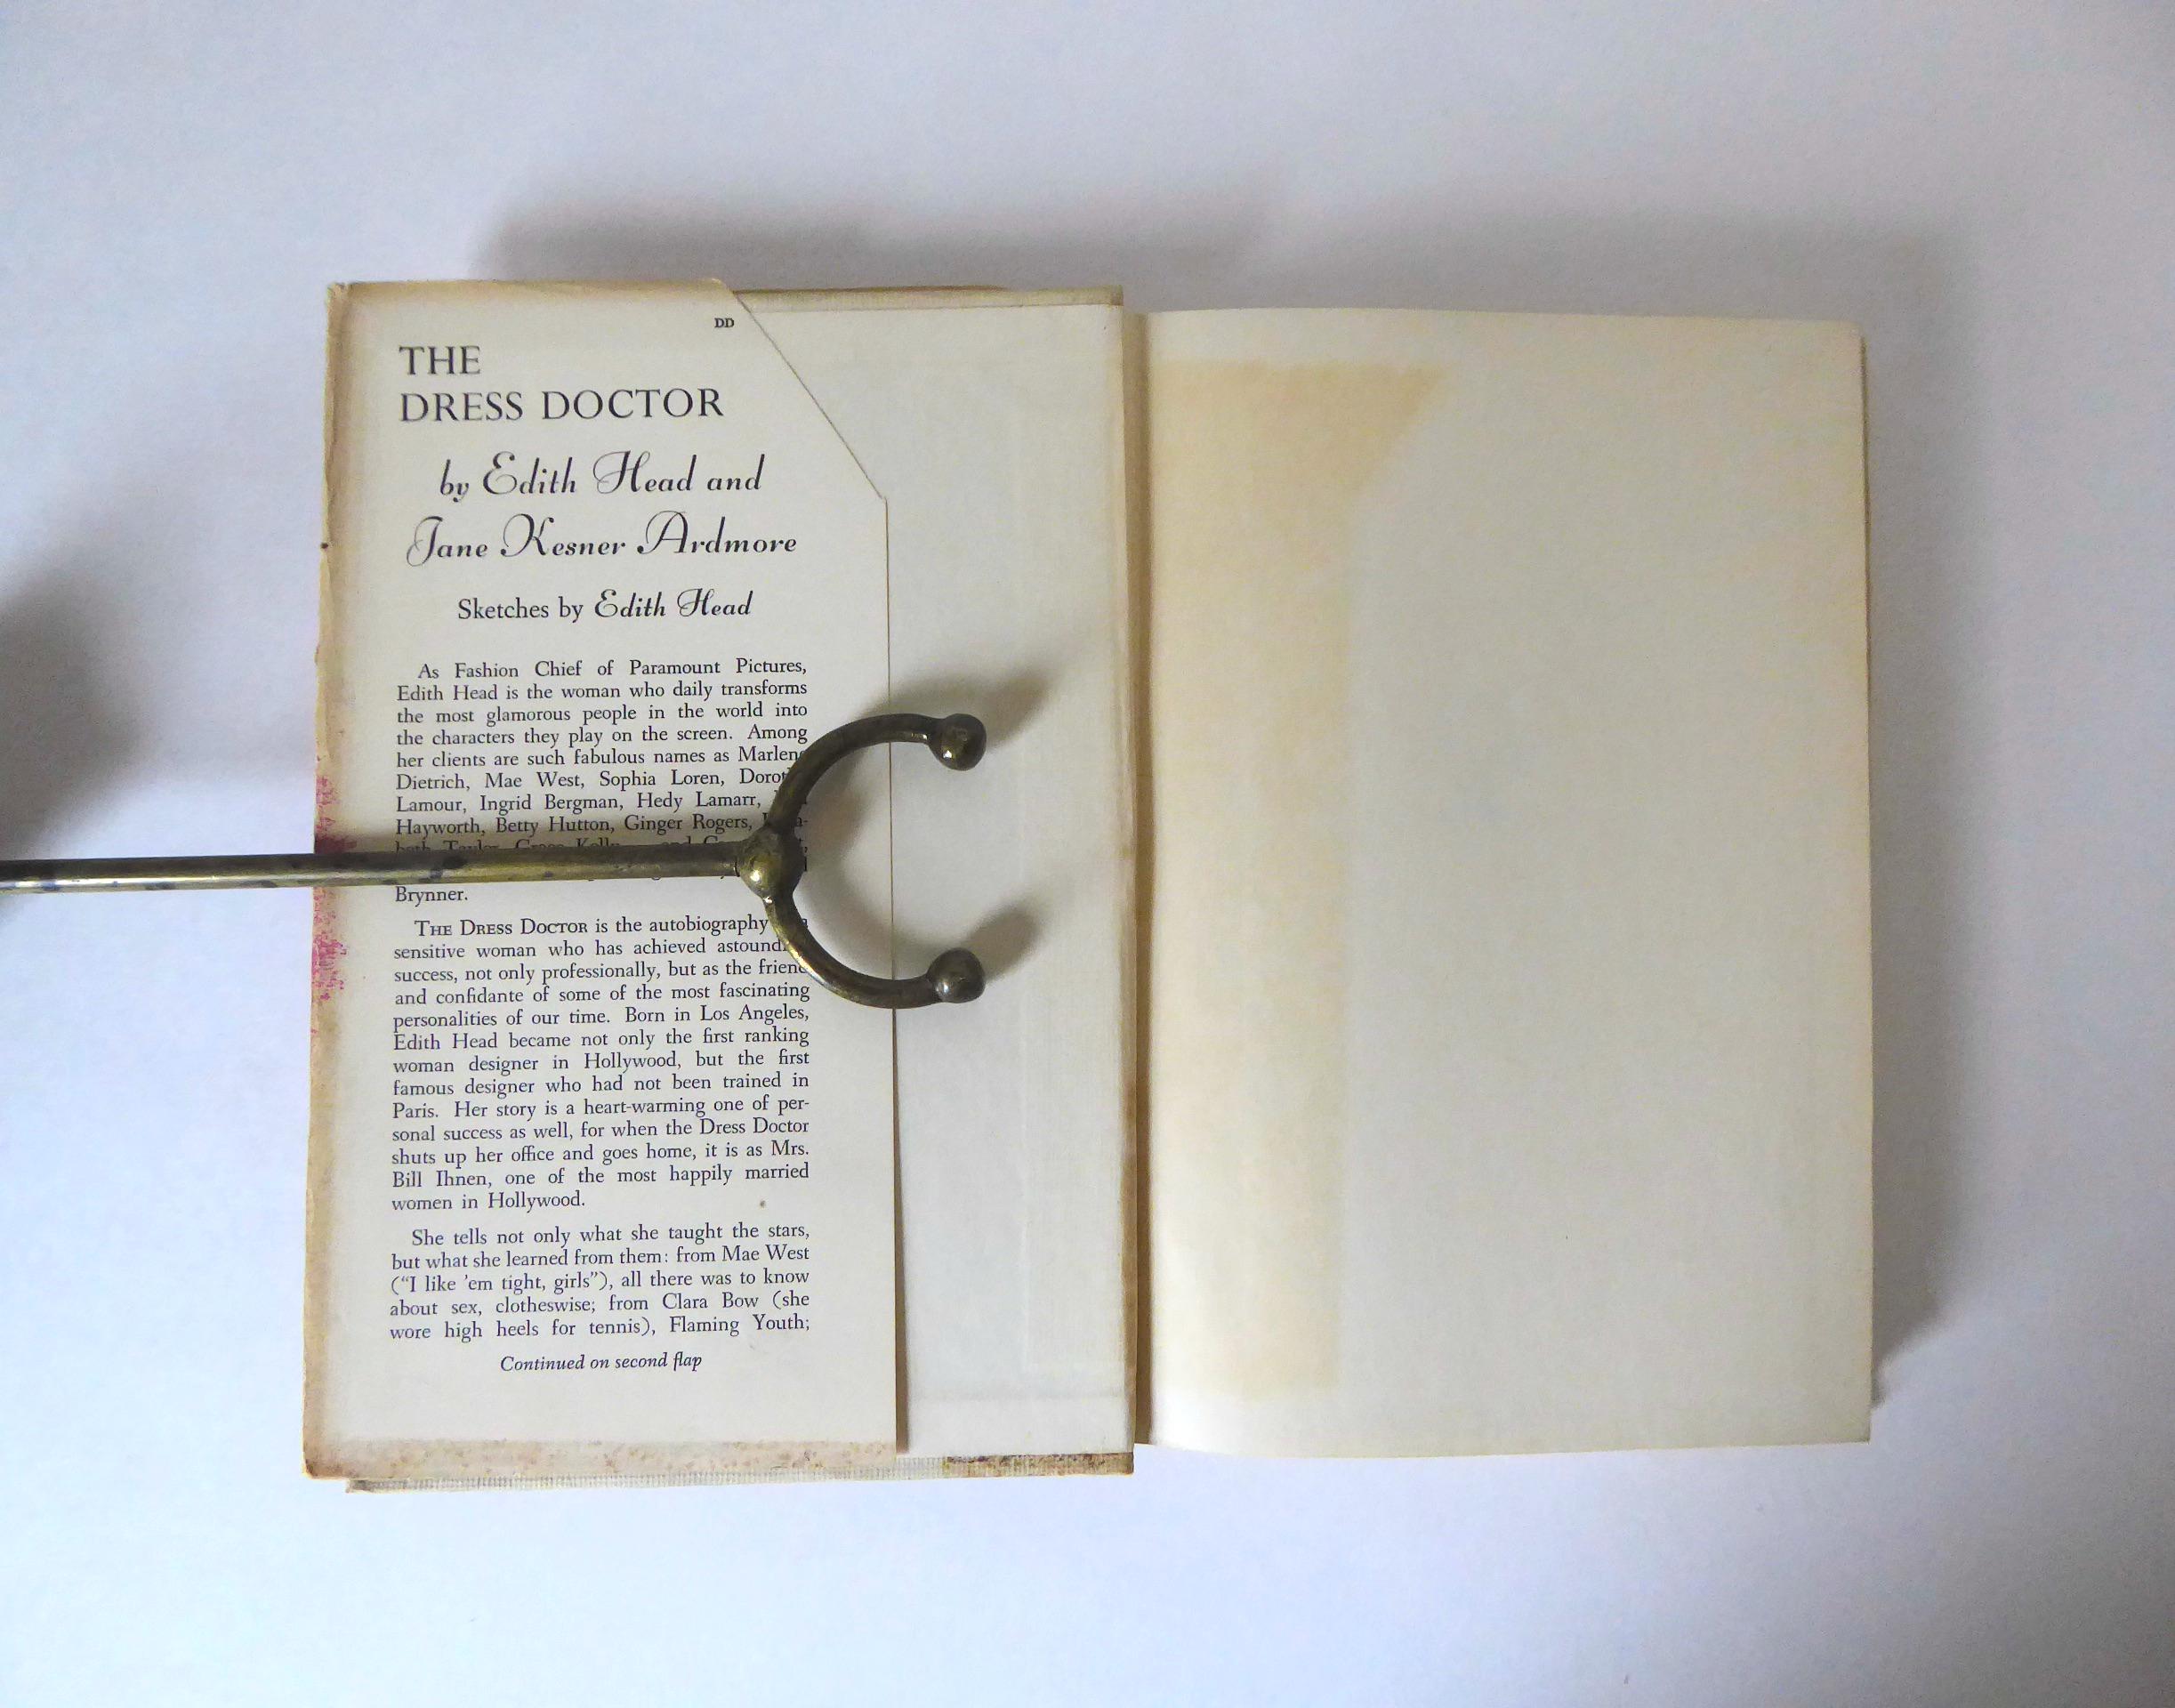 DD
THE
DRESS DOCTOR
by Edith Head and
Jane Kesner Ardmore
Sketches by Edith Head
As Fashion Chief of Paramount Pictures,
Edith Head is the woman who daily transforms
the most glamorous people in the world into
the characters they play on the screen. Among
her clients are such fabulous names as Marlene
Dietrich, Mae West, Sophia Loren,
Lamour, Ingrid Bergman, Hedy Lamarr,
Hayworth, Betty Hutton, Ginger Rogers,
Taylor, Grace Kelly and
Brynner.
THE DRESS DOCTOR is the autobiography
sensitive woman who has achieved
success, not only professionally, but as the friend
and confidante of some of the most fascinating
personalities of our time. Born in Los Angeles,
Edith Head became not only the first ranking
woman designer in Hollywood, but the first
famous designer who had not been trained in
Paris. Her story is a heart-warming one of per-
sonal success as well, for when the Dress Doctor
shuts up her office and goes home, it is as Mrs.
Bill Ihnen, one of the most happily married
women in Hollywood.
She tells not only what she taught the stars,
but what she learned from them: from Mae West
("I like 'em tight, girls"), all there was to know
about sex, clotheswise; from Clara Bow (she
wore high heels for tennis), Flaming Youth;
Continued on second flap